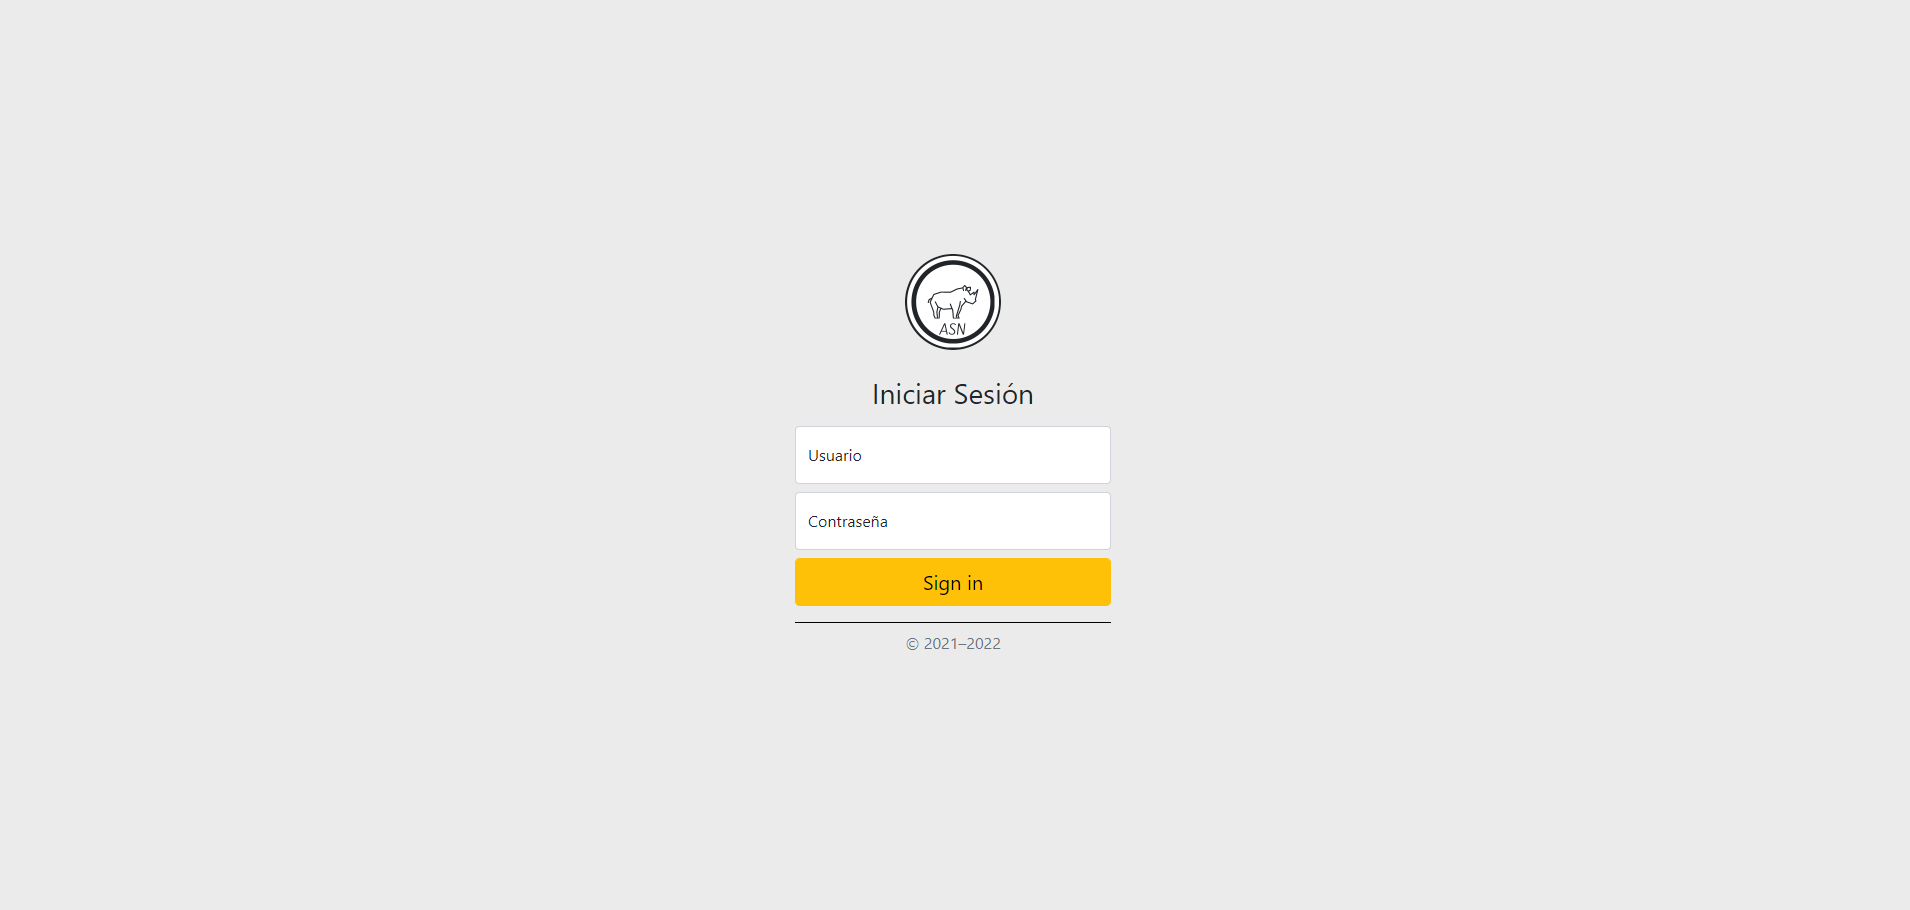 ASN
Iniciar Sesión
Usuario
Contraseña
Sign in
© 2021–2022